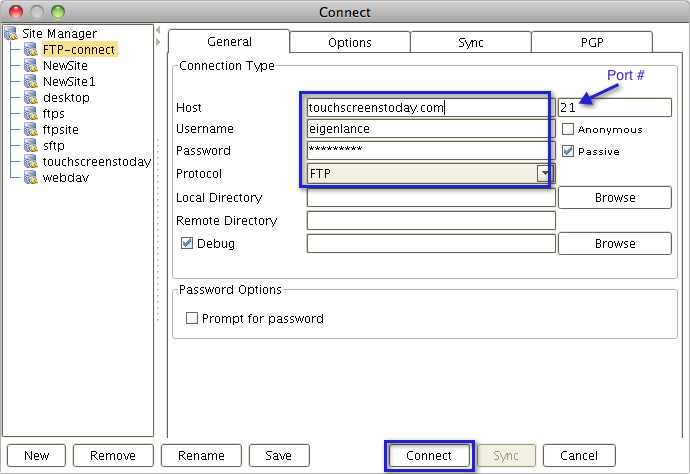 Connect
Site Manager
FTP-connect
NewSite
NewSite1
desktop
ftps
ftpsite
sftp
touchscreenstoday
webdav
General
Options
Sync
PGP
Connection Type
Port #
Host
touchscreenstoday.com
21
Username
eigenlance
Anonymous
Password
*********
Passive
Protocol
FTP
Local Directory
Browse
Remote Directory
Debug
Browse
Password Options
Prompt for password
New
Remove
Rename
Save
Connect
Sync
Cancel